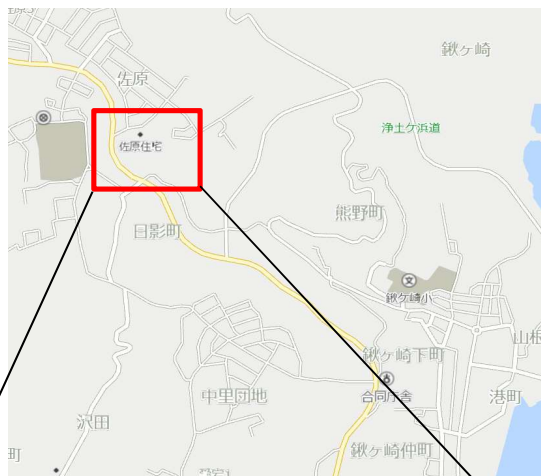 鍬ヶ崎
佐原
浄土ケ浜道
佐原住宅
熊野町
日影町
鍬ケ崎小
山根
鍬ヶ崎下町
合同庁舎
中里団地
港町
沢田
町
鍬ヶ崎仲町